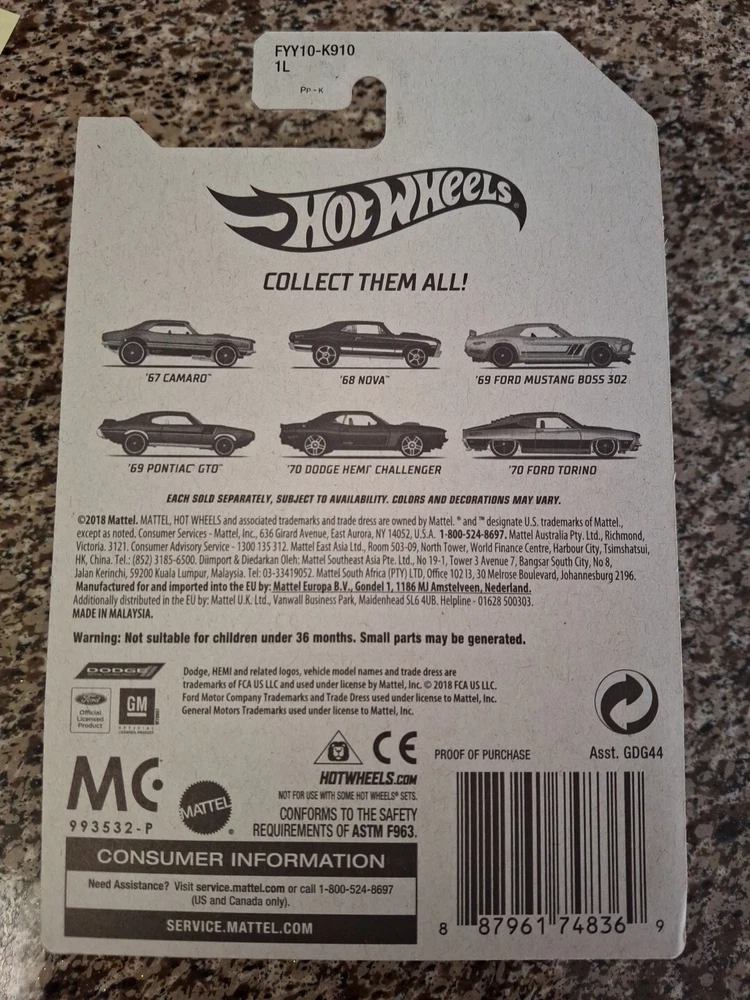 FYY10-K910
1L
Pp-K
HOT WHEELS®
COLLECT THEM ALL!
'67 CAMARO™
'68 NOVA™
'69 FORD MUSTANG BOSS 302
'69 PONTIAC® GTO™
'70 DODGE HEMI® CHALLENGER
'70 FORD TORINO
EACH SOLD SEPARATELY, SUBJECT TO AVAILABILITY. COLORS AND DECORATIONS MAY VARY.
©2018 Mattel. MATTEL, HOT WHEELS and associated trademarks and trade dress are owned by Mattel. ® and ™ designate U.S. trademarks of Mattel.,
except as noted. Consumer Services - Mattel, Inc., 636 Girard Avenue, East Aurora, NY 14052, U.S.A. 1-800-524-8697. Mattel Australia Pty. Ltd., Richmond,
Victoria. 3121. Consumer Advisory Service - 1300 135 312. Mattel East Asia Ltd., Room 503-09, North Tower, World Finance Centre, Harbour City, Tsimshatsui,
HK, China. Tel.: (852) 3185-6500. Diimport & Diedarkan Oleh: Mattel Southeast Asia Pte. Ltd., No 19-1, Tower 3 Avenue 7, Bangsar South City, No 8,
Jalan Kerinchi, 59200 Kuala Lumpur, Malaysia. Tel: 03-33419052. Mattel South Africa (PTY) LTD, Office 102 I3, 30 Melrose Boulevard, Johannesburg 2196.
Manufactured for and imported into the EU by: Mattel Europa B.V., Gondel 1, 1186 MJ Amstelveen, Nederland.
Additionally distributed in the EU by: Mattel U.K. Ltd., Vanwall Business Park, Maidenhead SL6 4UB. Helpline - 01628 500303.
MADE IN MALAYSIA.
Warning: Not suitable for children under 36 months. Small parts may be generated.
DODGE
Dodge, HEMI and related logos, vehicle model names and trade dress are
trademarks of FCA US LLC and used under license by Mattel, Inc. © 2018 FCA US LLC.
Ford Motor Company Trademarks and Trade Dress used under license to Mattel, Inc.
General Motors Trademarks used under license to Mattel, Inc.
Ford
Official
Licensed
Product
GM
OFFICIAL
LICENSED PRODUCT
MC
993532-P
MATTEL®
CE
HOTWHEELS.COM
NOT FOR USE WITH SOME HOT WHEELS® SETS.
CONFORMS TO THE SAFETY
REQUIREMENTS OF ASTM F963.
PROOF OF PURCHASE
Asst. GDG44
CONSUMER INFORMATION
Need Assistance? Visit service.mattel.com or call 1-800-524-8697
(US and Canada only).
SERVICE.MATTEL.COM
8 87961 74836 9